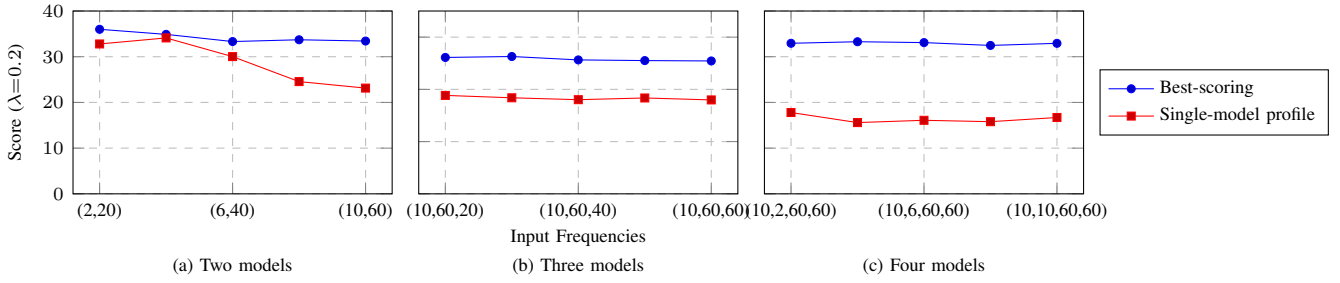 40
30
20
10
0
Score (λ=0.2)
(2,20) (6,40) (10,60)
(10,60,20) (10,60,40) (10,60,60)
(10,2,60,60) (10,6,60,60) (10,10,60,60)
Input Frequencies
(a) Two models
(b) Three models
(c) Four models
Best-scoring
Single-model profile